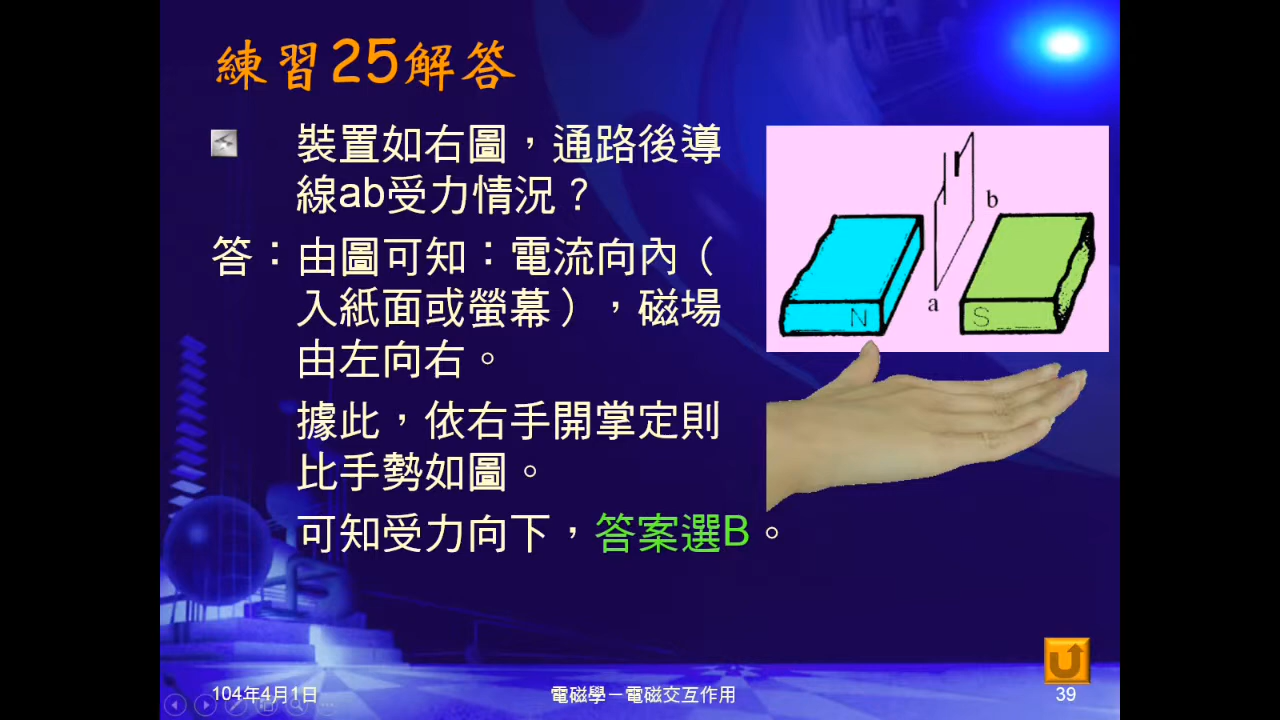 練習25解答
裝置如右圖，通路後導
線ab受力情況？
答：由圖可知：電流向內（
入紙面或螢幕），磁場
由左向右。
據此，依右手開掌定則
比手勢如圖。
可知受力向下，答案選B。
b
a
N
S
104年4月1日
電磁學－電磁交互作用
39